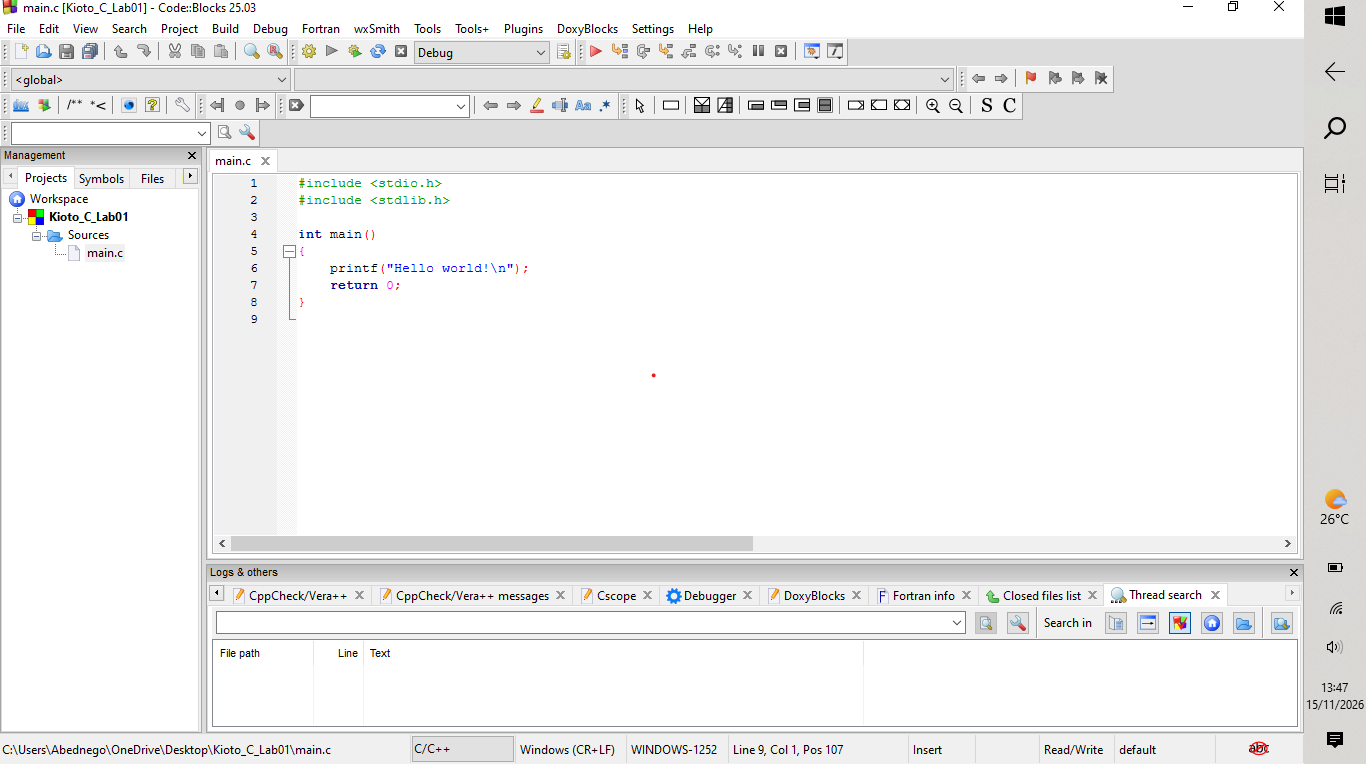 main.c [Kioto_C_Lab01] - Code::Blocks 25.03
File Edit View Search Project Build Debug Fortran wxSmith Tools Tools+ Plugins DoxyBlocks Settings Help
Debug
<global>
/** *<
Aa .*
S C
Management
main.c
Projects Symbols Files
Workspace
Kioto_C_Lab01
Sources
main.c
1 #include <stdio.h>
2 #include <stdlib.h>
3
4 int main()
5 {
6 printf("Hello world!\n");
7 return 0;
8 }
9
Logs & others
CppCheck/Vera++ CppCheck/Vera++ messages Cscope Debugger DoxyBlocks Fortran info Closed files list Thread search
Search in
File path Line Text
C:\Users\Abednego\OneDrive\Desktop\Kioto_C_Lab01\main.c C/C++ Windows (CR+LF) WINDOWS-1252 Line 9, Col 1, Pos 107 Insert Read/Write default abc
26°C
13:47
15/11/2026